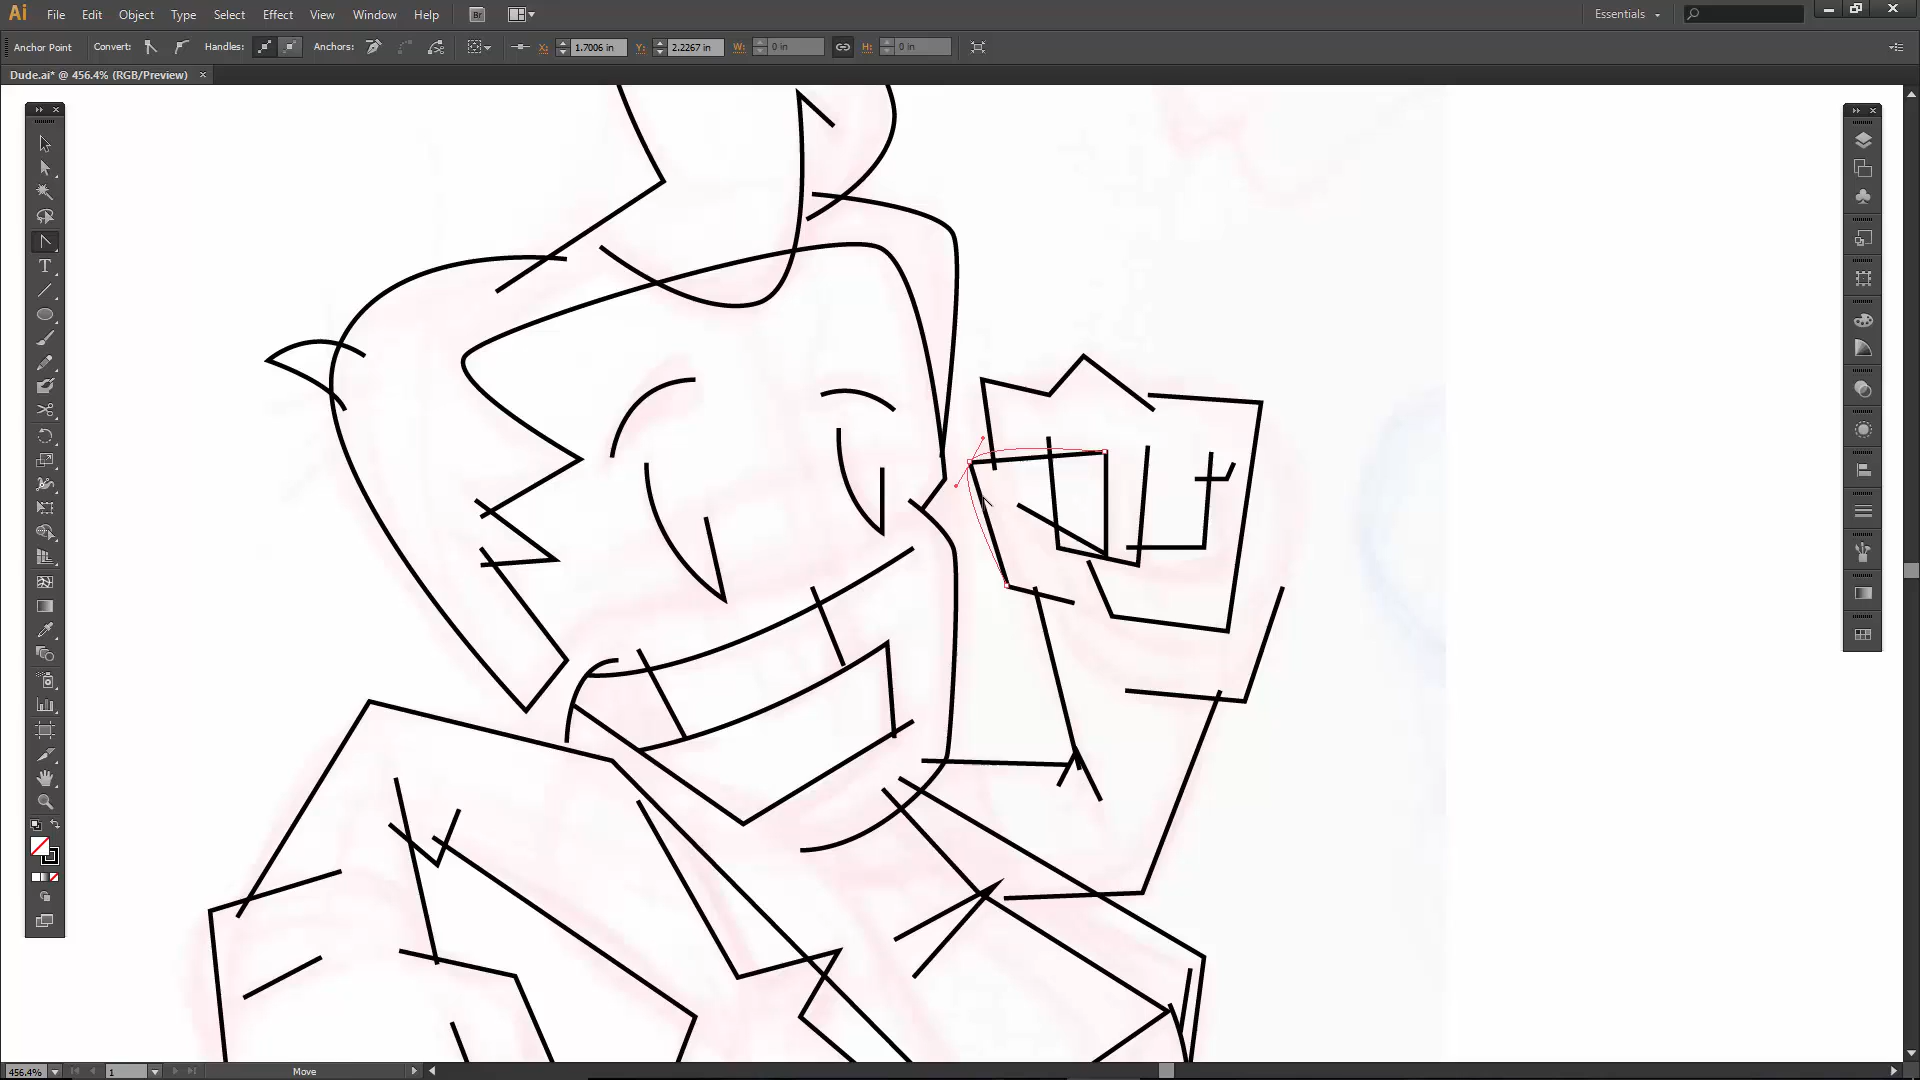 Ai File Edit Object Type Select Effect View Window Help Br Essentials
Anchor Point Convert: Handles: Anchors: X: 1.7006 in Y: 2.2267 in W: 0 in H: 0 in
Dude.ai* @ 456.4% (RGB/Preview) ×
T
456.4% 1 Move